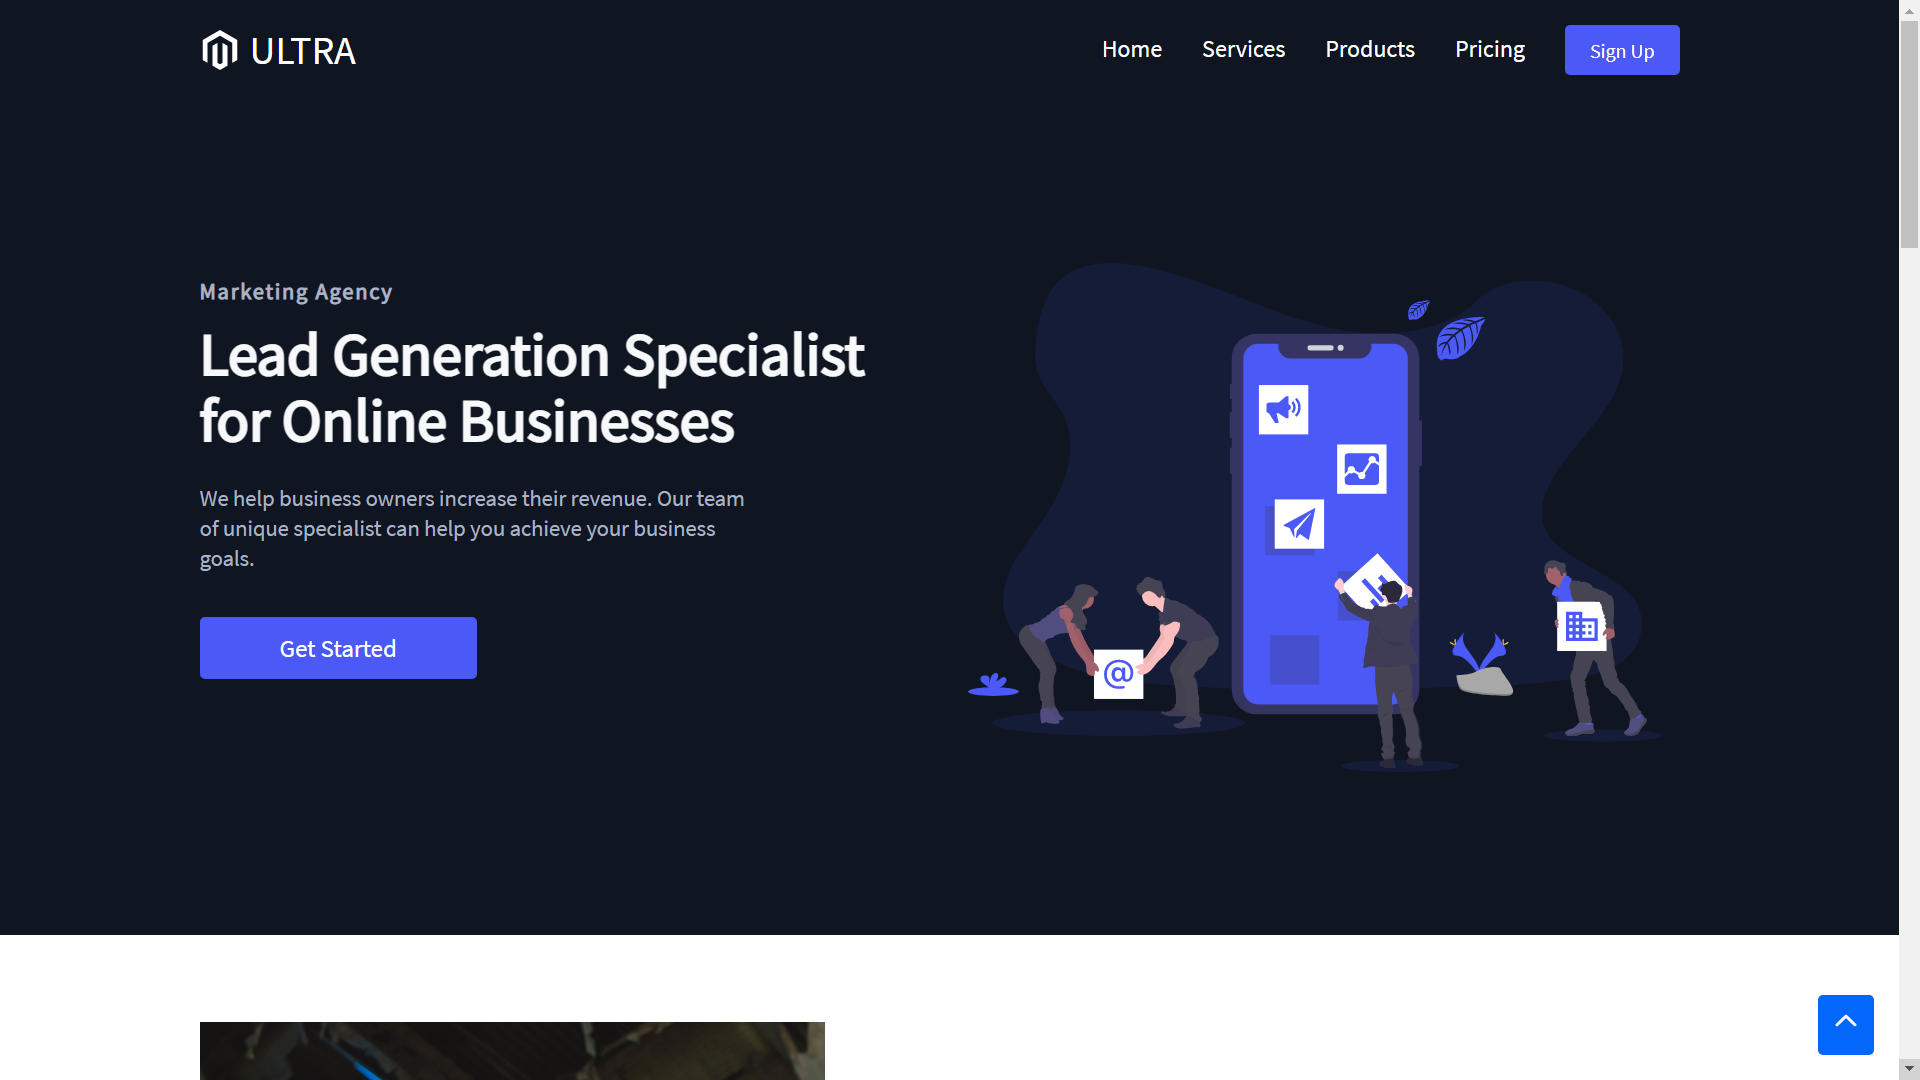 ULTRA
Home
Services
Products
Pricing
Sign Up
Marketing Agency
Lead Generation Specialist
for Online Businesses
We help business owners increase their revenue. Our team
of unique specialist can help you achieve your business
goals.
Get Started
@